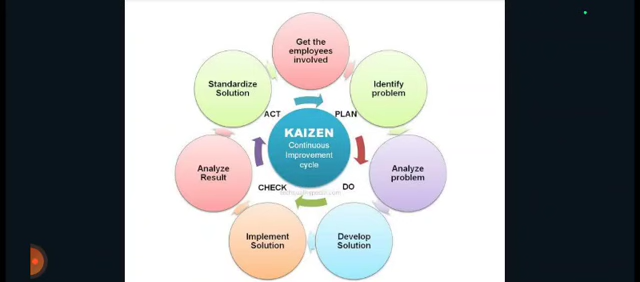 Get the
employees
involved
Standardize
Solution
Identify
problem
ACT
PLAN
KAIZEN
Continuous
Improvement
cycle
Analyze
Result
Analyze
problem
CHECK
DO
Implement
Solution
Develop
Solution